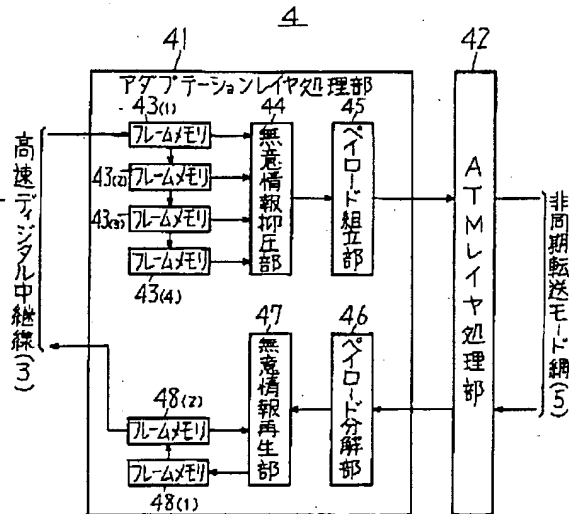 4
41
42
アダプテーションレイヤ処理部
43(1)
フレームメモリ
43(2)
フレームメモリ
43(3)
フレームメモリ
フレームメモリ
43(4)
44
無意情報抑圧部
45
ペイロード組立部
高速ディジタル中継線(3)
ATMレイヤ処理部
非同期転送モード網(5)
47
無意情報再生部
46
ペイロード分解部
48(2)
フレームメモリ
フレームメモリ
48(1)